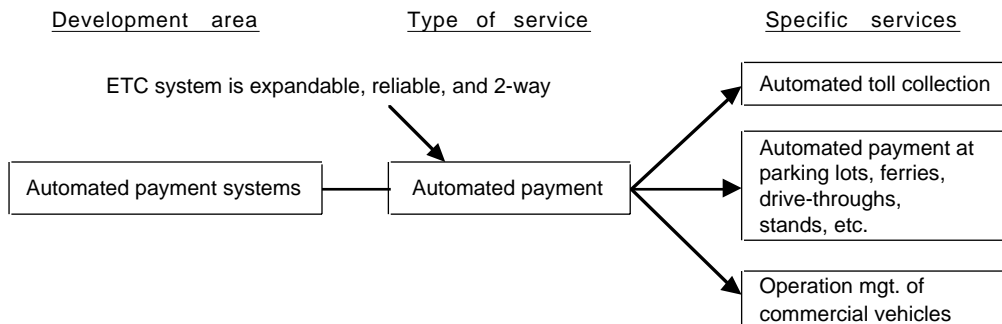 Development area
Type of service
Specific services
ETC system is expandable, reliable, and 2-way
Automated toll collection
Automated payment systems
Automated payment
Automated payment at
parking lots, ferries,
drive-throughs,
stands, etc.
Operation mgt. of
commercial vehicles